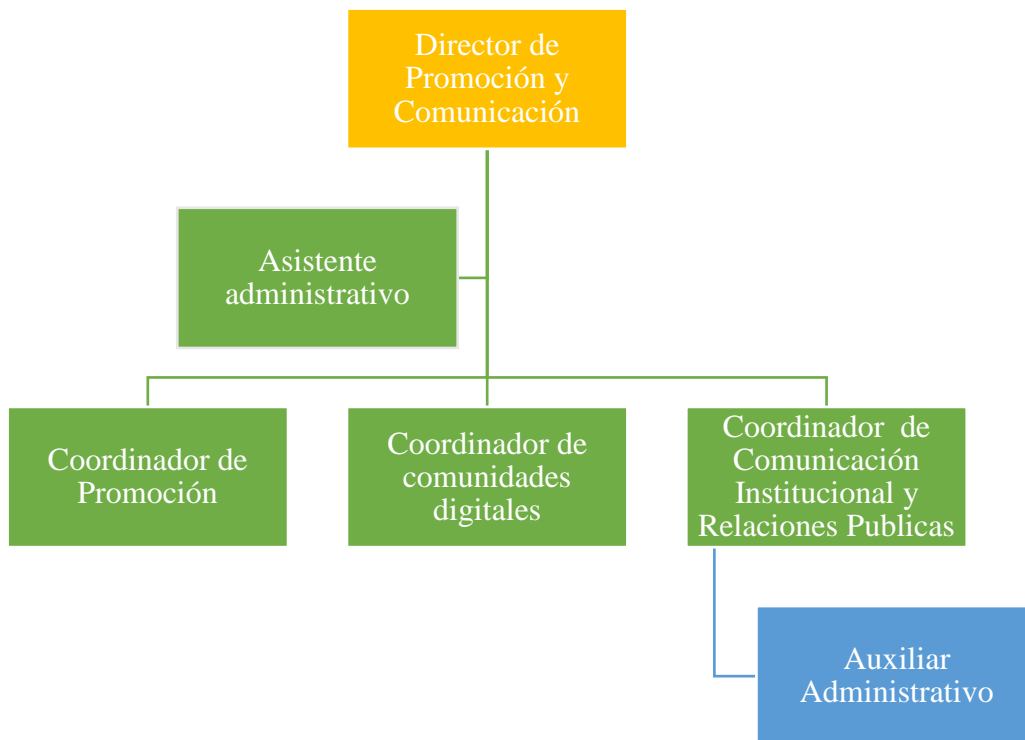 Director de
Promoción y
Comunicación
Asistente
administrativo
Coordinador de
Promoción
Coordinador de
comunidades
digitales
Coordinador  de
Comunicación
Institucional y
Relaciones Publicas
Auxiliar
Administrativo